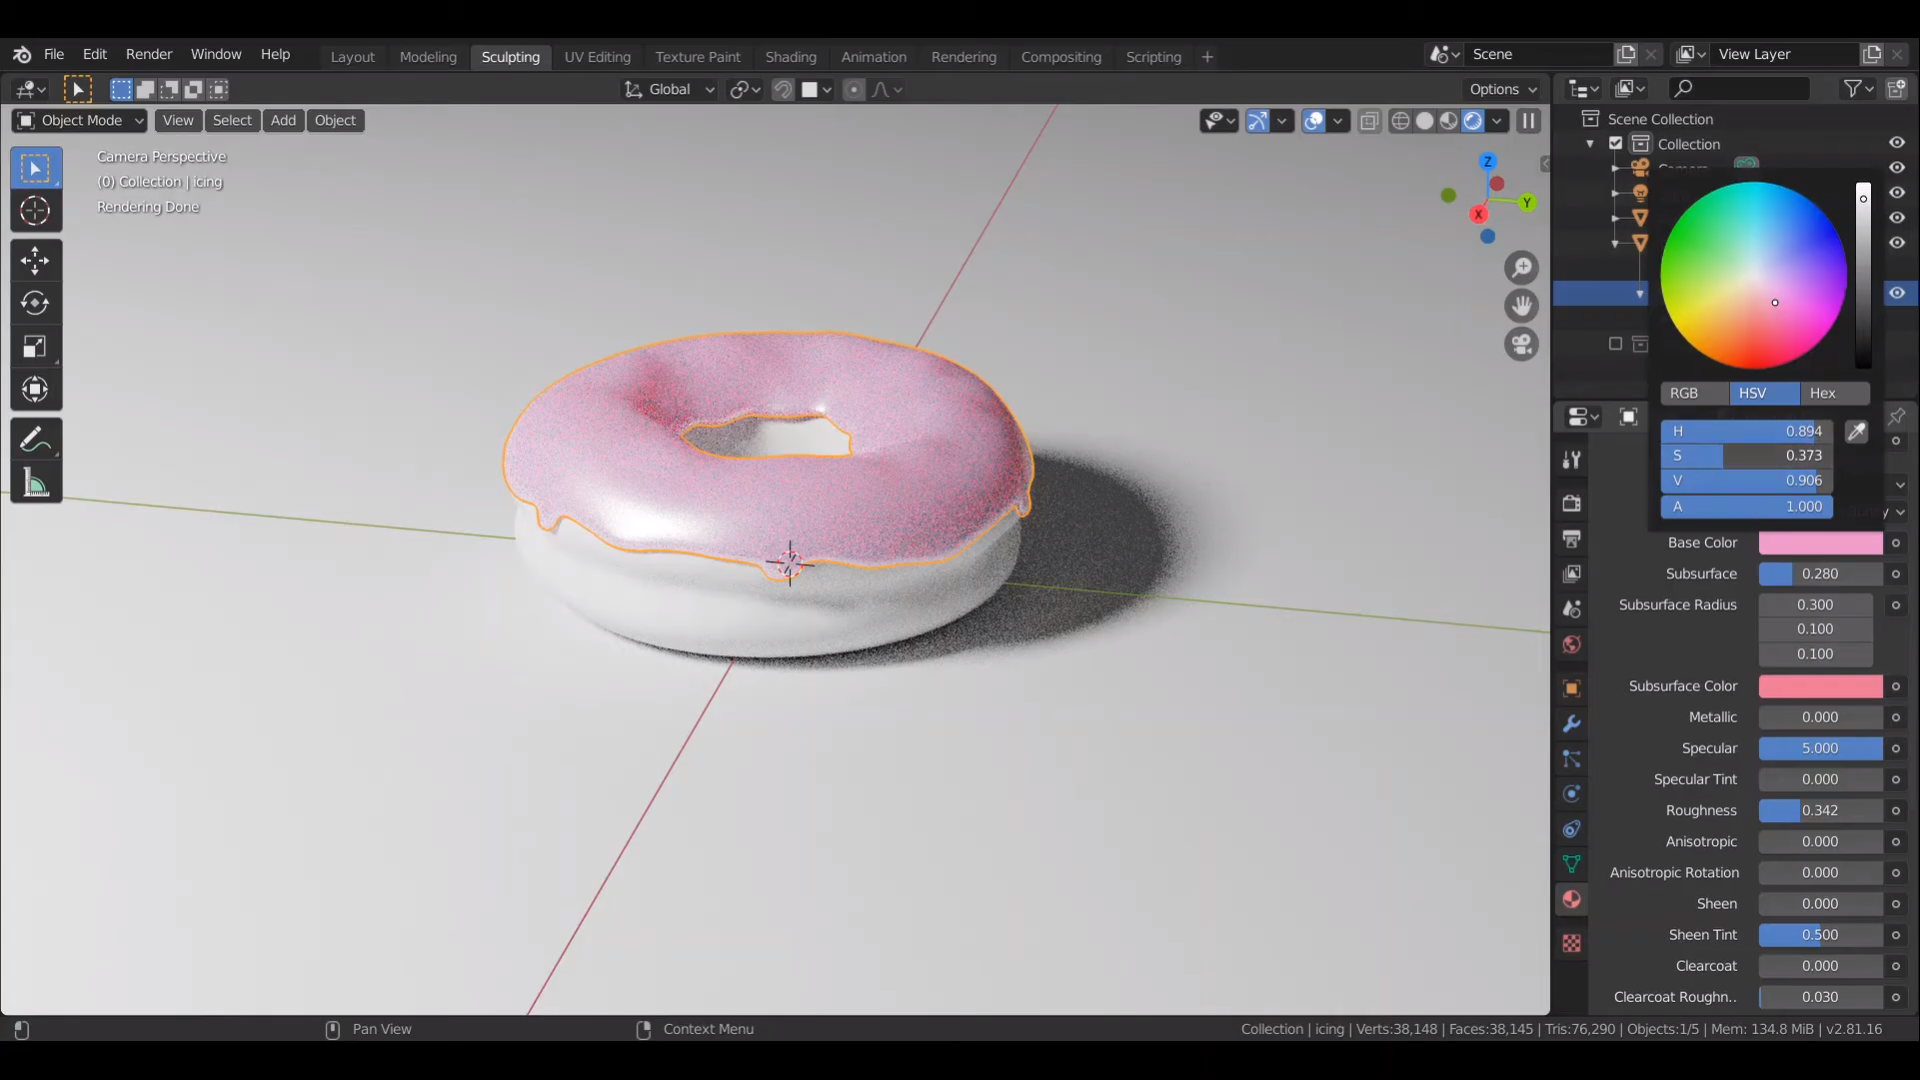 File Edit Render Window Help Layout Modeling Sculpting UV Editing Texture Paint Shading Animation Rendering Compositing Scripting + Scene View Layer
Global Options
Object Mode View Select Add Object
Scene Collection
Collection
Camera Perspective
(0) Collection | icing
Rendering Done
Z
Y
X
RGB HSV Hex
H 0.894
S 0.373
V 0.906
A 1.000
Base Color
Subsurface 0.280
Subsurface Radius 0.300
0.100
0.100
Subsurface Color
Metallic 0.000
Specular 5.000
Specular Tint 0.000
Roughness 0.342
Anisotropic 0.000
Anisotropic Rotation 0.000
Sheen 0.000
Sheen Tint 0.500
Clearcoat 0.000
Clearcoat Roughn.. 0.030
Pan View Context Menu Collection | icing | Verts:38,148 | Faces:38,145 | Tris:76,290 | Objects:1/5 | Mem: 134.8 MiB | v2.81.16